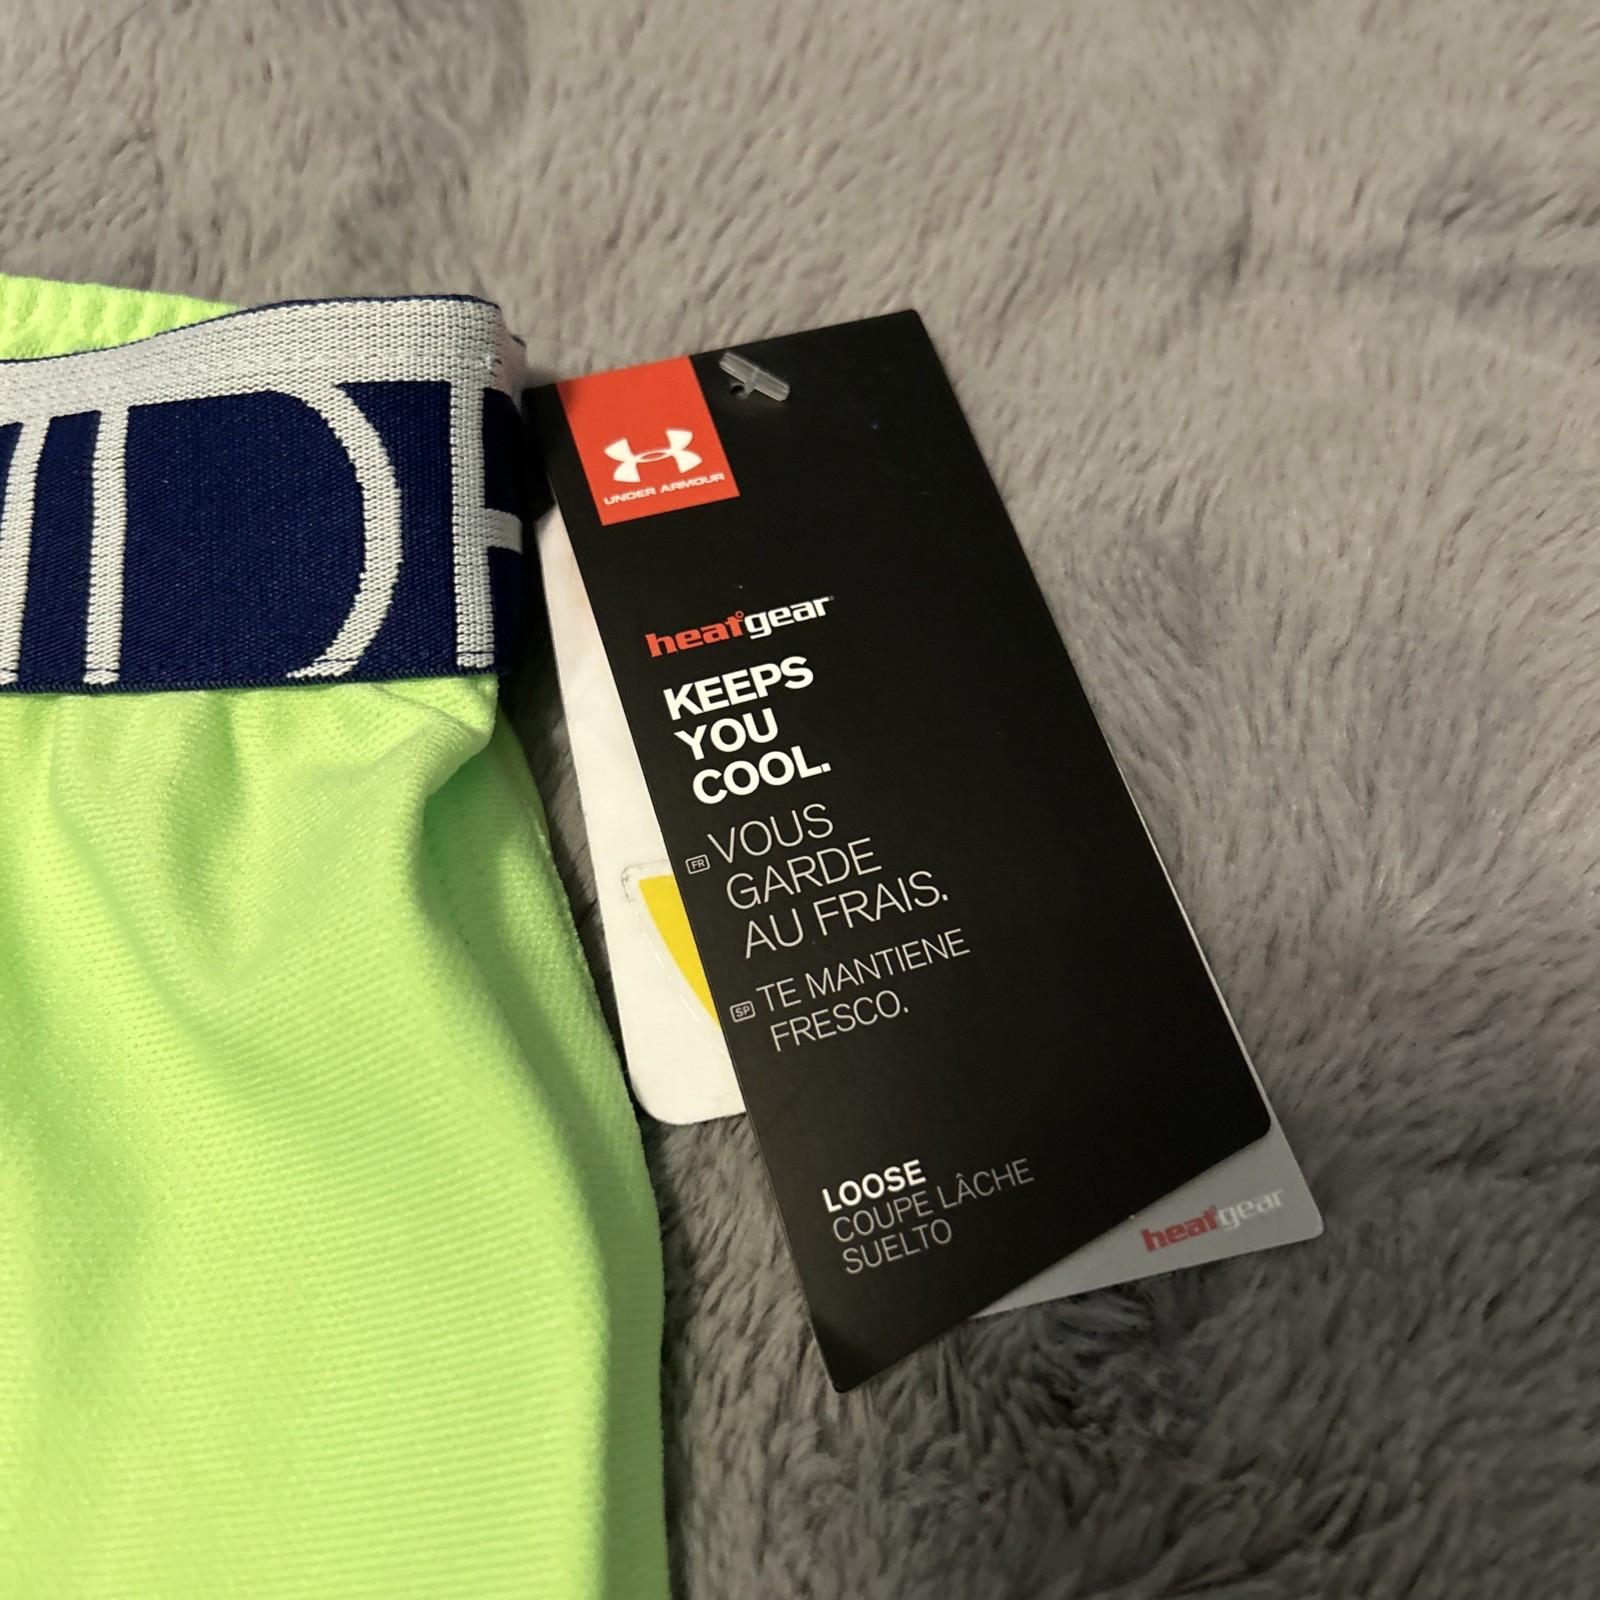 UNDER ARMOUR
heatgear
KEEPS
YOU
COOL.
FR VOUS
GARDE
AU FRAIS.
SP TE MANTIENE
FRESCO.
LOOSE
COUPE LÂCHE
SUELTO
heatgear